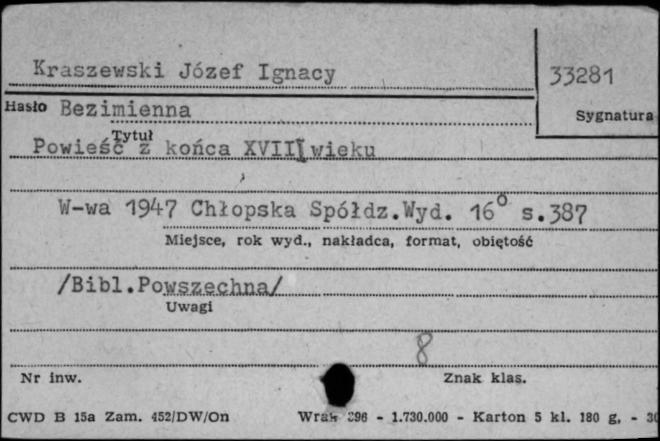 Kraszewski Józef Ignacy
33281
Hasło Bezimienna
Sygnatura
Tytuł
Powieść z końca XVIII wieku
W-wa 1947 Chłopska Spółdz.Wyd. 16° s.387
Miejsce, rok wyd., nakładca, format, objętość
/Bibl.Powszechna/
Uwagi
8
Nr inw.
Znak klas.
CWD B 15a Zam. 452/DW/On
296 - 1.730.000 - Karton 5 kl. 180 g. -